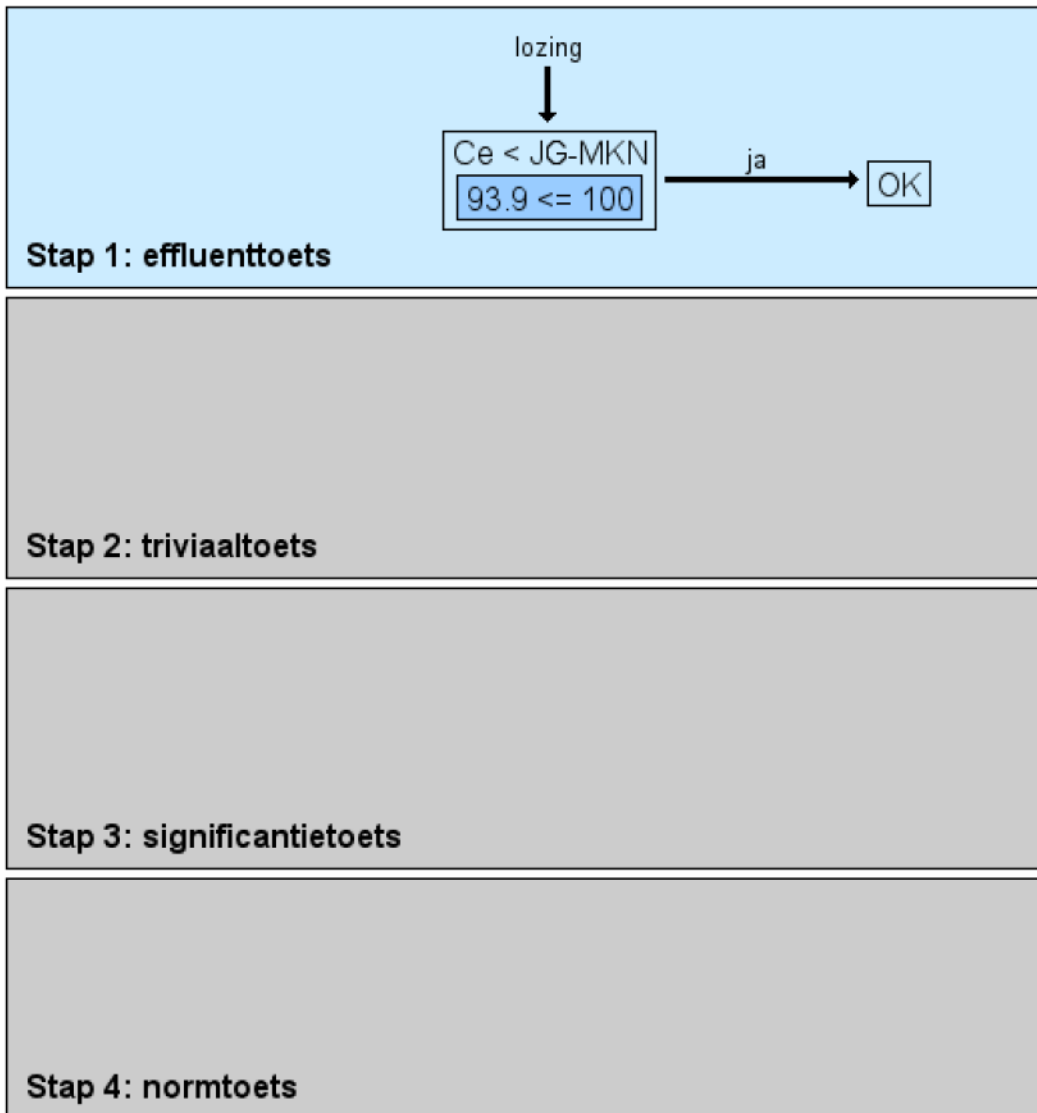 lozing
Ce < JG-MKN
93.9 <= 100
ja
OK
Stap 1: effluenttoets
Stap 2: triviaaltoets
Stap 3: significantietoets
Stap 4: normtoets